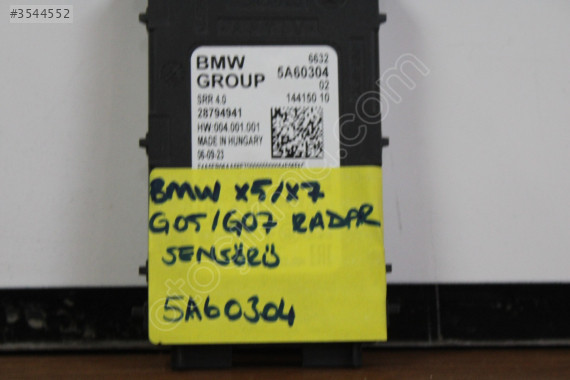 #3544552
BMW
GROUP
6632
5A60304
02
144150 10
SRR 4.0
28794941
HW:004.001.001
MADE IN HUNGARY
06-09-23
BMW X5/X7
G05/G07 RADAR
SENSÖRÜ
5A60304